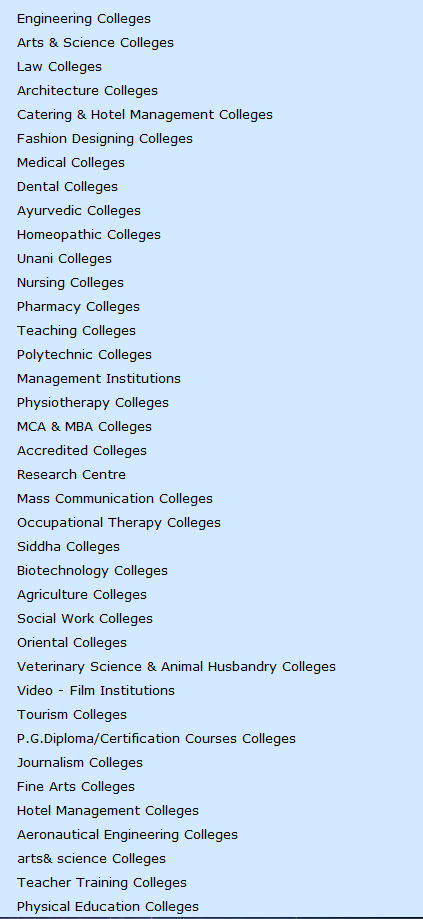 Engineering Colleges
Arts & Science Colleges
Law Colleges
Architecture Colleges
Catering & Hotel Management Colleges
Fashion Designing Colleges
Medical Colleges
Dental Colleges
Ayurvedic Colleges
Homeopathic Colleges
Unani Colleges
Nursing Colleges
Pharmacy Colleges
Teaching Colleges
Polytechnic Colleges
Management Institutions
Physiotherapy Colleges
MCA & MBA Colleges
Accredited Colleges
Research Centre
Mass Communication Colleges
Occupational Therapy Colleges
Siddha Colleges
Biotechnology Colleges
Agriculture Colleges
Social Work Colleges
Oriental Colleges
Veterinary Science & Animal Husbandry Colleges
Video - Film Institutions
Tourism Colleges
P.G.Diploma/Certification Courses Colleges
Journalism Colleges
Fine Arts Colleges
Hotel Management Colleges
Aeronautical Engineering Colleges
arts& science Colleges
Teacher Training Colleges
Physical Education Colleges